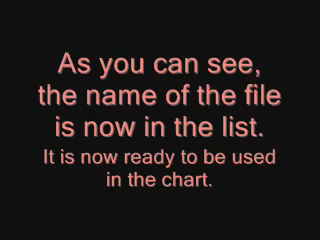 As you can see,
the name of the file
is now in the list.
It is now ready to be used
in the chart.